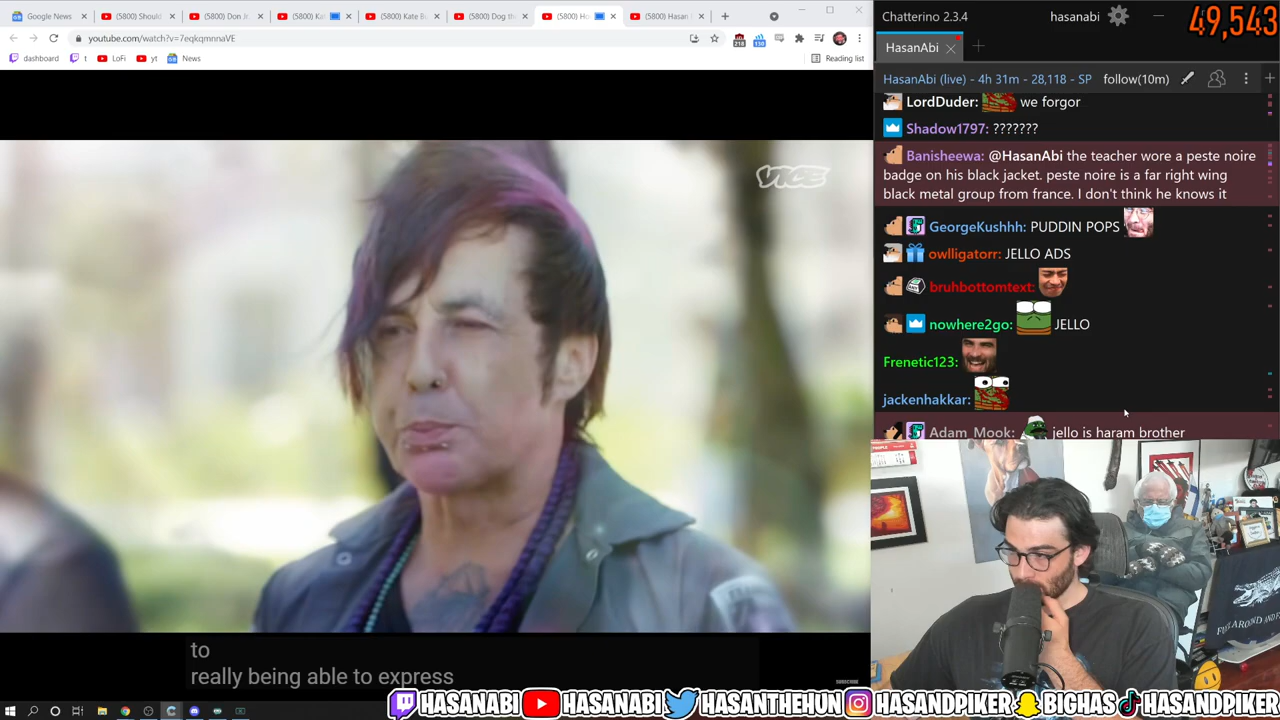 Google News
(5800) Should
(5800) Don J
(5800) Ka
(5800) Kate B
(5800) Dog th
(5800) Ho
(5800) Hasan
youtube.com/watch?v=7eqkqmnnaVE
Reading list
dashboard
t
LoFi
yt
News
VICE
to
really being able to express
SUBSCRIBE
Chatterino 2.3.4
hasanabi
49,543
HasanAbi
HasanAbi (live) - 4h 31m - 28,118 - SP
follow(10m)
LordDuder: we forgor
Shadow1797: ???????
Banisheewa: @HasanAbi the teacher wore a peste noire
badge on his black jacket. peste noire is a far right wing
black metal group from france. I don't think he knows it
GeorgeKushhh: PUDDIN POPS
owlligatorr: JELLO ADS
bruhbottomtext:
nowhere2go: JELLO
Frenetic123:
jackenhakkar:
Adam_Mook: jello is haram brother
HASANABI
HASANABI
HASANTHEHUN
HASANDPIKER
BIGHAS
HASANDPIKER